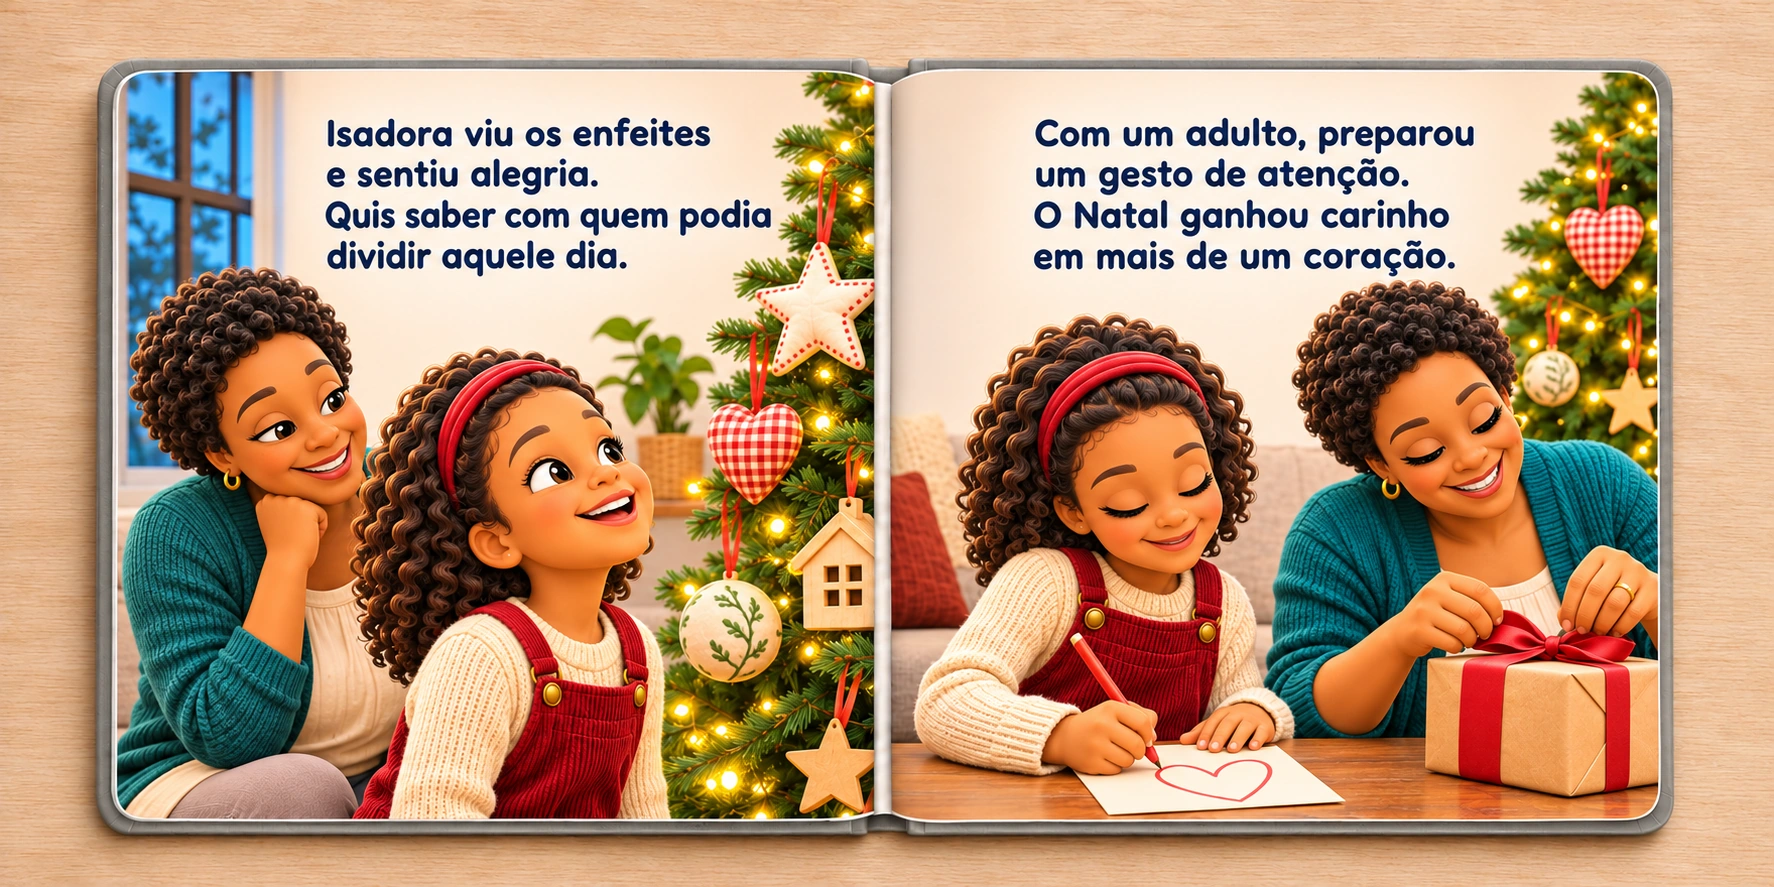 Isadora viu os enfeites
e sentiu alegria.
Quis saber com quem podia
dividir aquele dia.
Com um adulto, preparou
um gesto de atenção.
O Natal ganhou carinho
em mais de um coração.